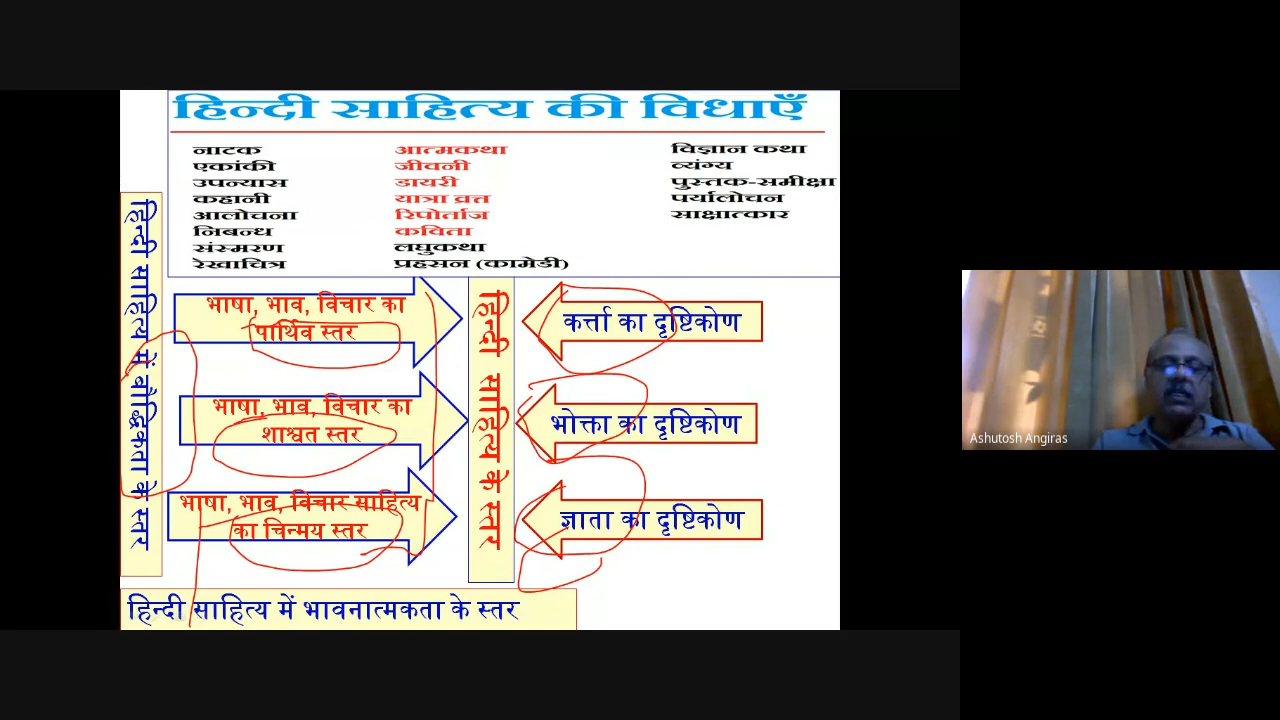 हिन्दी साहित्य की विधाएँ
नाटक
एकांकी
उपन्यास
कहानी
आलोचना
निबन्ध
संस्मरण
रेखाचित्र
आत्मकथा
जीवनी
डायरी
यात्रा व्रत्त
रिपोर्ताज
कविता
लघुकथा
प्रहसन (कामेडी)
विज्ञान कथा
व्यंग्य
पुस्तक-समीक्षा
पर्यालोचन
साक्षात्कार
हिन्दी साहित्य में बौद्धिकता के स्तर
भाषा, भाव, विचार का
पार्थिव स्तर
भाषा, भाव, विचार का
शाश्वत स्तर
भाषा, भाव, विचार साहित्य
का चिन्मय स्तर
हिन्दी साहित्य के स्तर
कर्त्ता का दृष्टिकोण
भोक्ता का दृष्टिकोण
ज्ञाता का दृष्टिकोण
हिन्दी साहित्य में भावनात्मकता के स्तर
Ashutosh Angiras